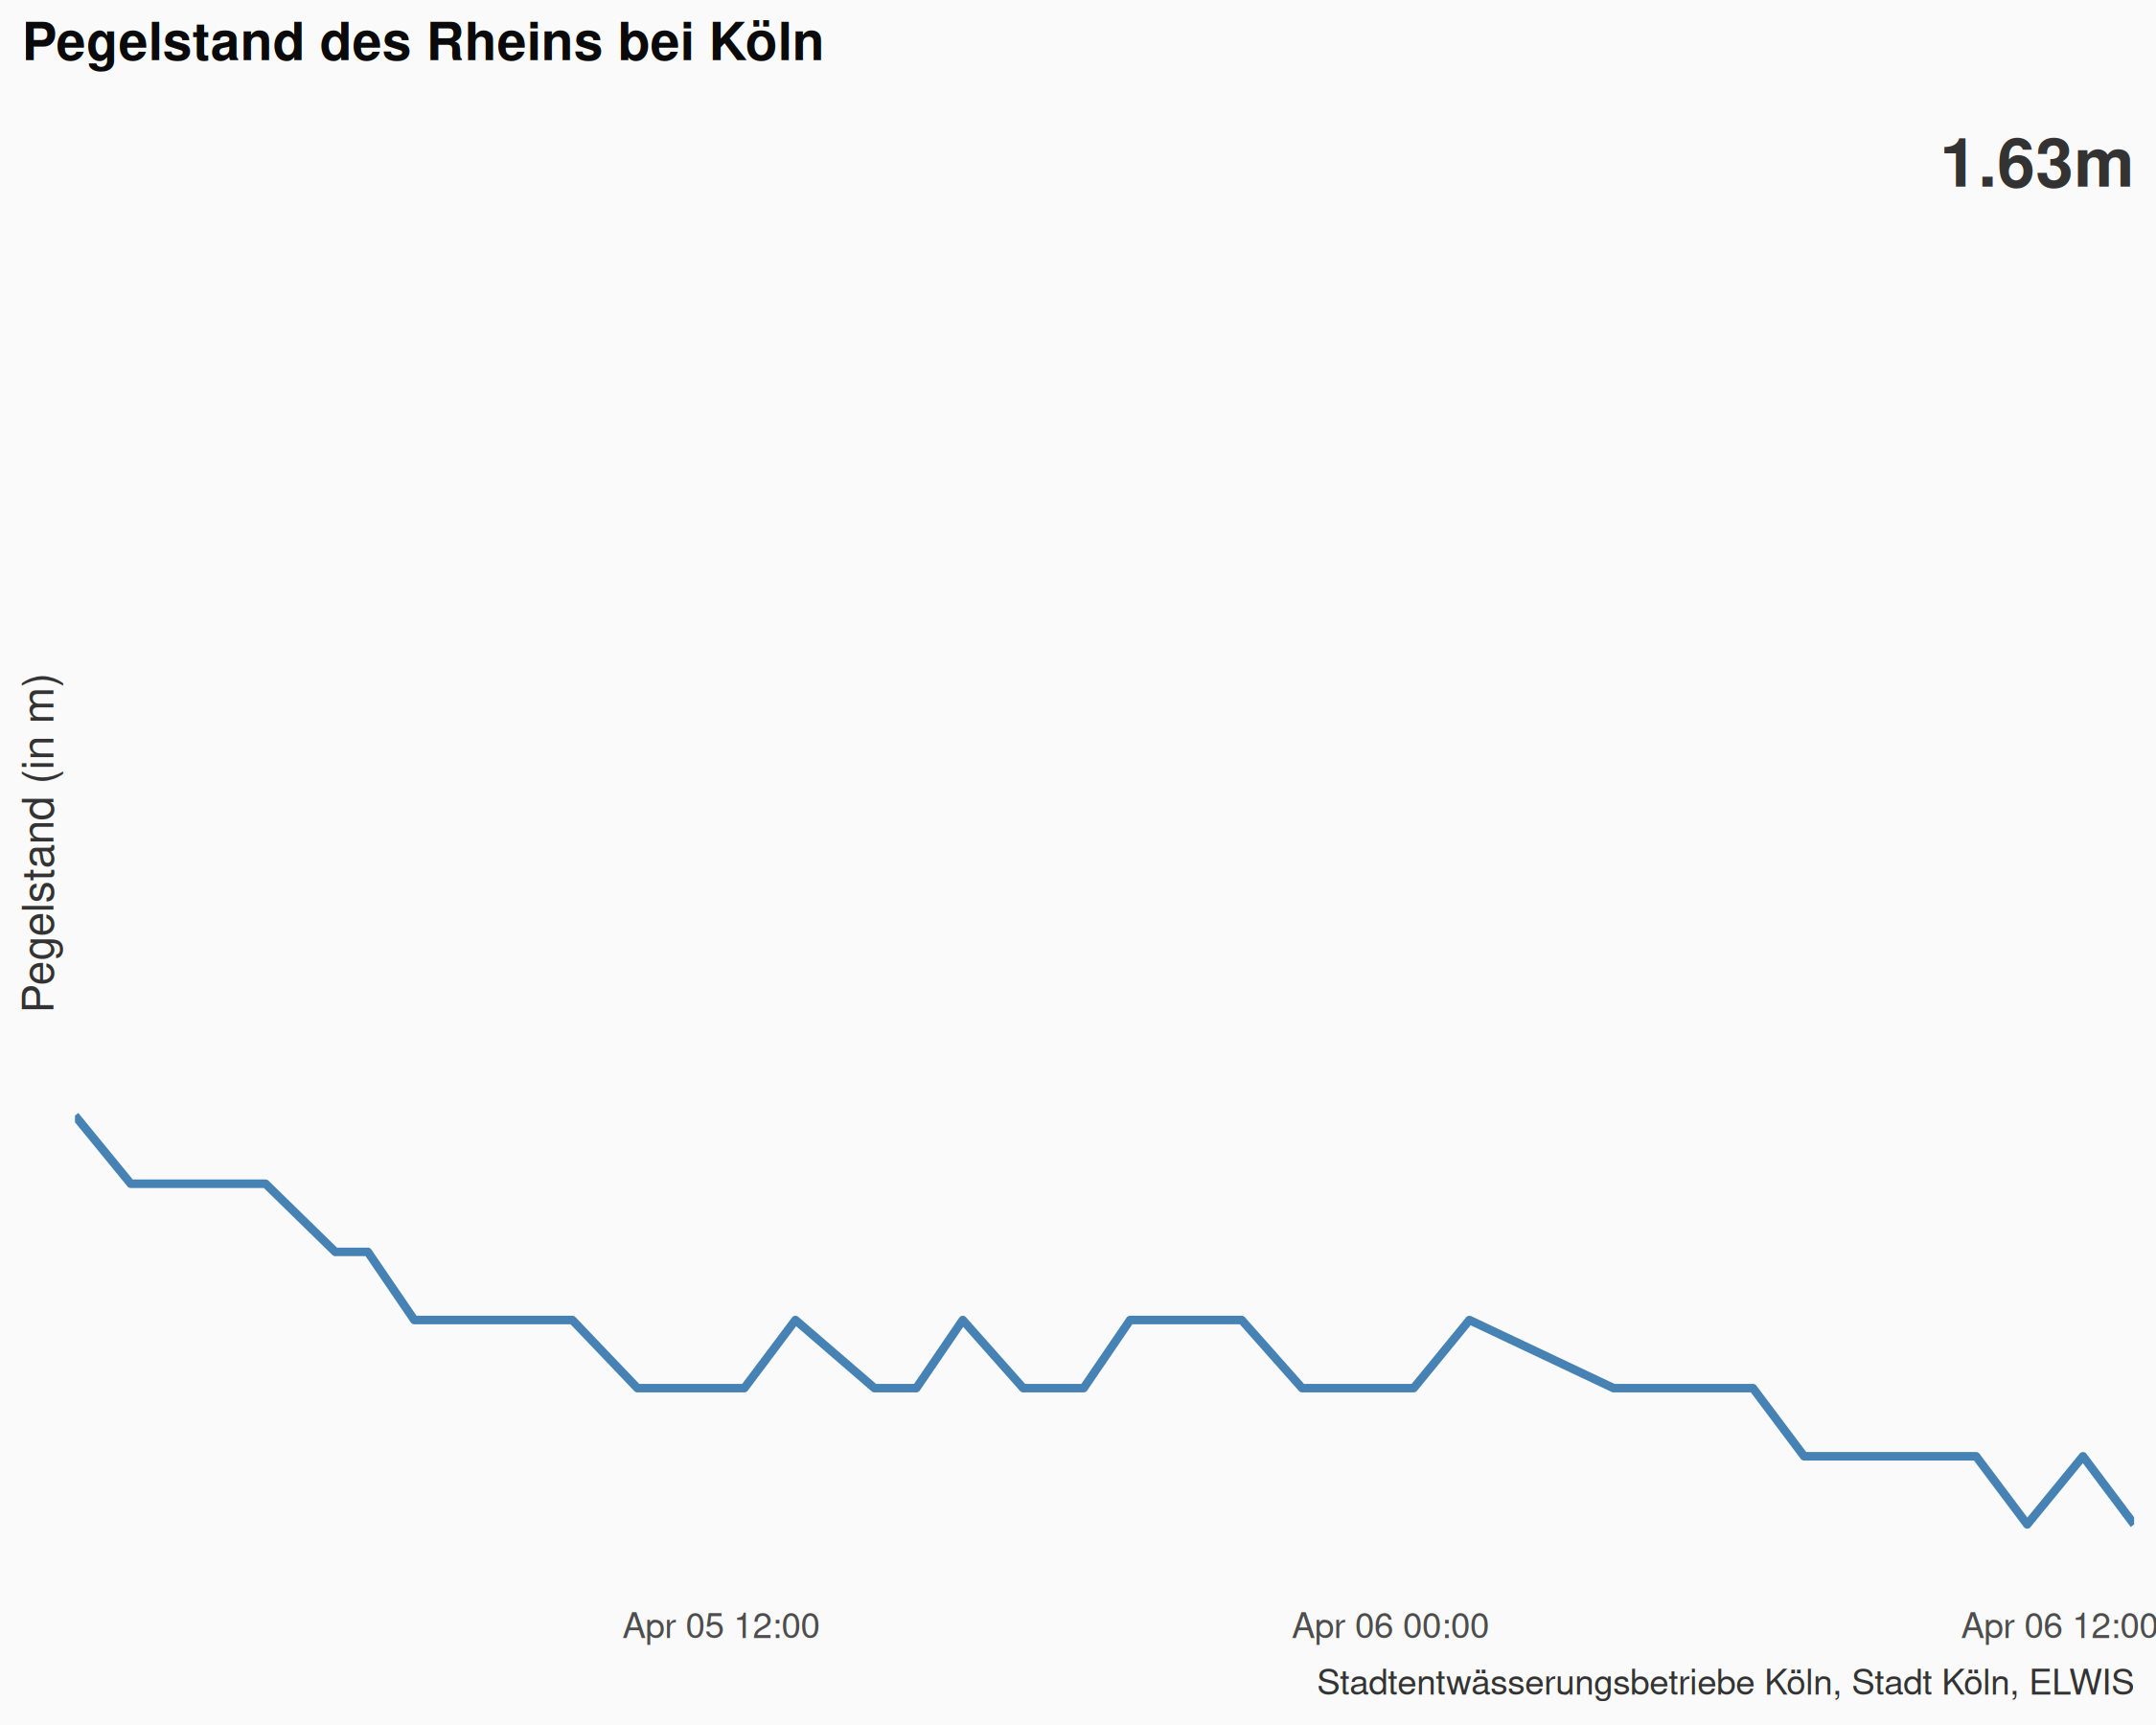 Pegelstand des Rheins bei Köln
1.63m
Pegelstand (in m)
Apr 05 12:00
Apr 06 00:00
Apr 06 12:00
Stadtentwässerungsbetriebe Köln, Stadt Köln, ELWIS